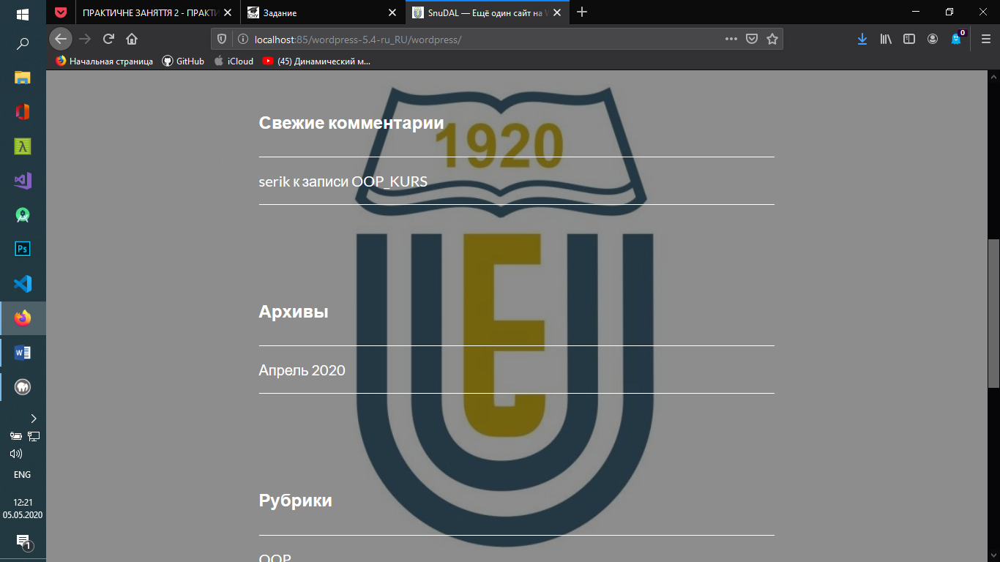 ПРАКТИЧНЕ ЗАНЯТТЯ 2 - ПРАКТИ
Задание
SnuDAL — Ещё один сайт на W
localhost:85/wordpress-5.4-ru_RU/wordpress/
0
Начальная страница
GitHub
iCloud
(45) Динамический м...
1920
Свежие комментарии
serik к записи OOP_KURS
Архивы
Апрель 2020
Рубрики
OOP
Ps
ENG
12:21
05.05.2020
1